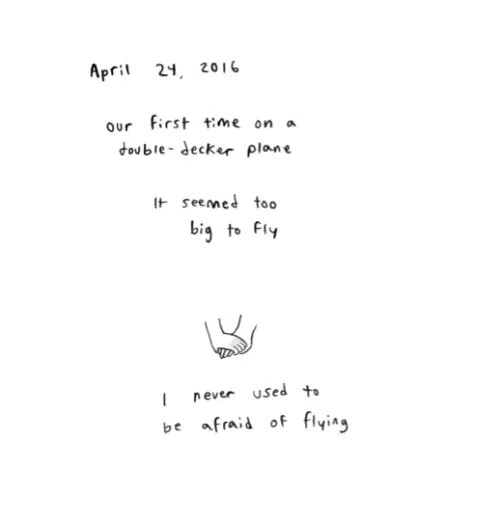 April 24, 2016
our first time on a
double-decker plane
It seemed too
big to fly
I never used to
be afraid of flying